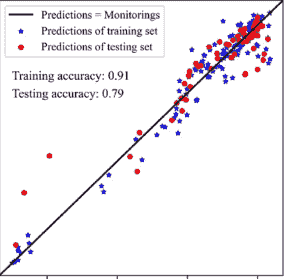 Predictions = Monitorings
Predictions of training set
Predictions of testing set
Training accuracy: 0.91
Testing accuracy: 0.79